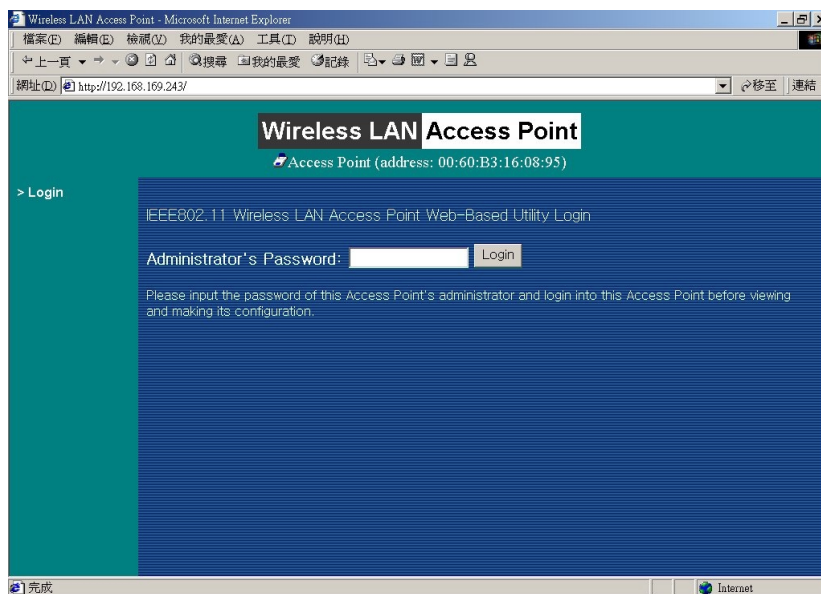 Wireless LAN Access Point - Microsoft Internet Explorer
檔案(F) 編輯(E) 檢視(V) 我的最愛(A) 工具(T) 說明(H)
上一頁 搜尋 我的最愛 記錄
網址(D) http://192.168.169.243/ 移至 連結
Wireless LAN Access Point
Access Point (address: 00:60:B3:16:08:95)
> Login
IEEE802.11 Wireless LAN Access Point Web-Based Utility Login
Administrator's Password: Login
Please input the password of this Access Point's administrator and login into this Access Point before viewing
and making its configuration.
完成 Internet